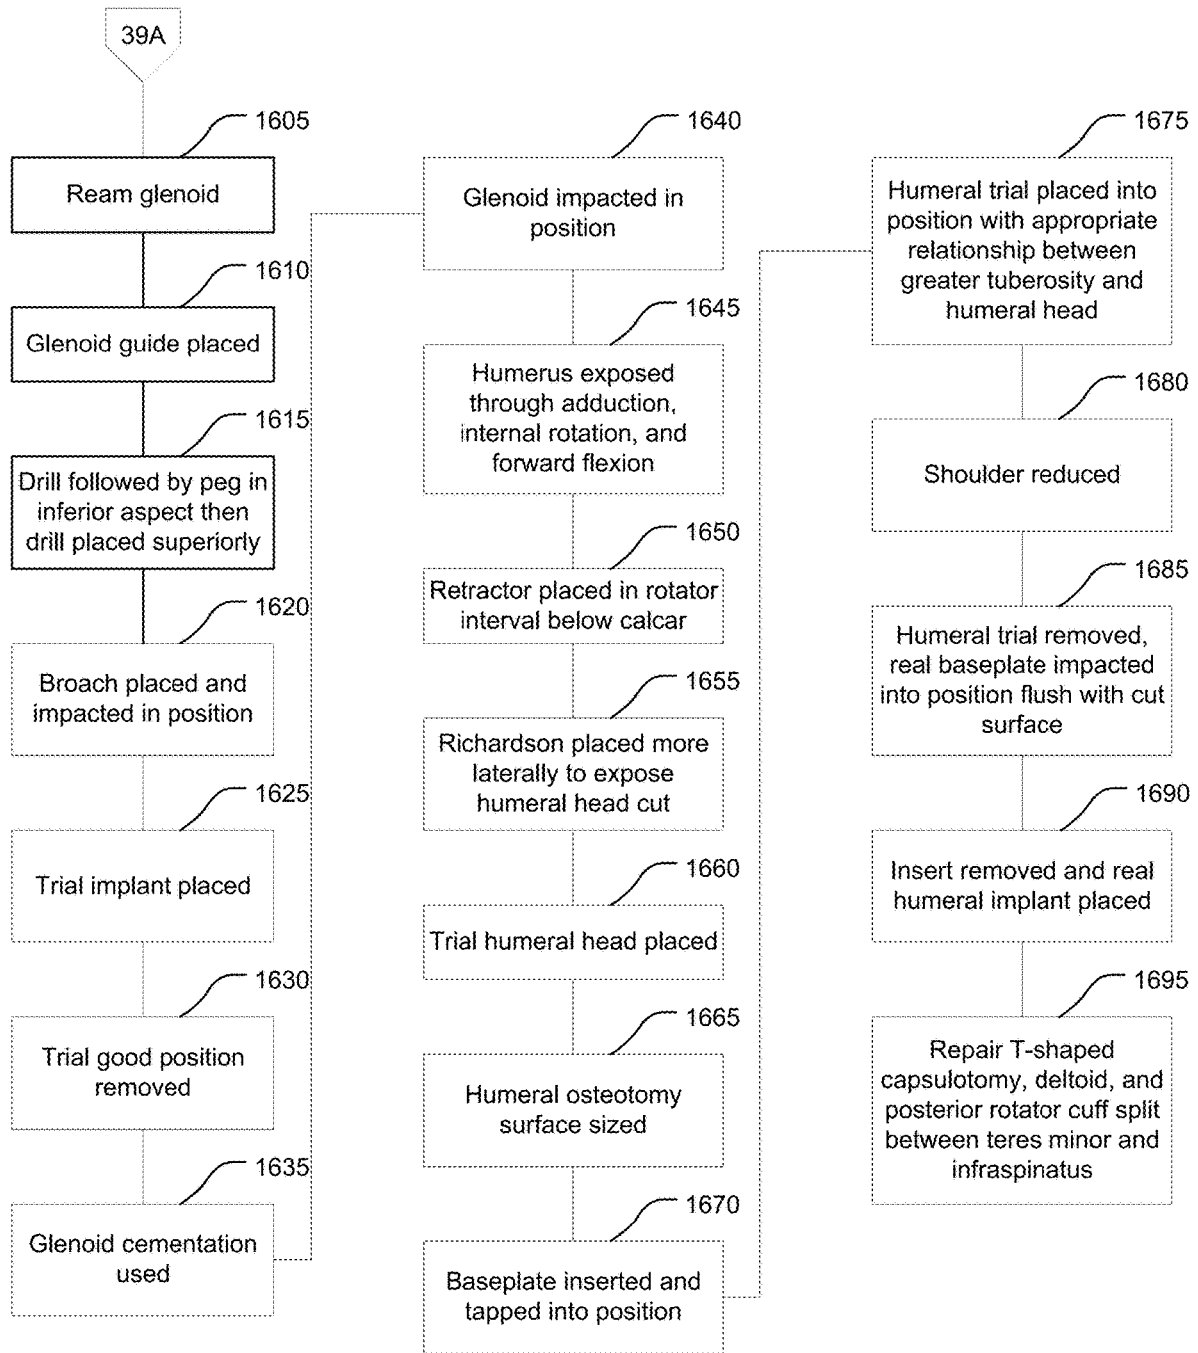 39A
1605
Ream glenoid
1610
Glenoid guide placed
1615
Drill followed by peg in
inferior aspect then
drill placed superiorly
1620
Broach placed and
impacted in position
1625
Trial implant placed
1630
Trial good position
removed
1635
Glenoid cementation
used
1640
Glenoid impacted in
position
1645
Humerus exposed
through adduction,
internal rotation, and
forward flexion
1650
Retractor placed in rotator
interval below calcar
1655
Richardson placed more
laterally to expose
humeral head cut
1660
Trial humeral head placed
1665
Humeral osteotomy
surface sized
1670
Baseplate inserted and
tapped into position
1675
Humeral trial placed into
position with appropriate
relationship between
greater tuberosity and
humeral head
1680
Shoulder reduced
1685
Humeral trial removed,
real baseplate impacted
into position flush with cut
surface
1690
Insert removed and real
humeral implant placed
1695
Repair T-shaped
capsulotomy, deltoid, and
posterior rotator cuff split
between teres minor and
infraspinatus